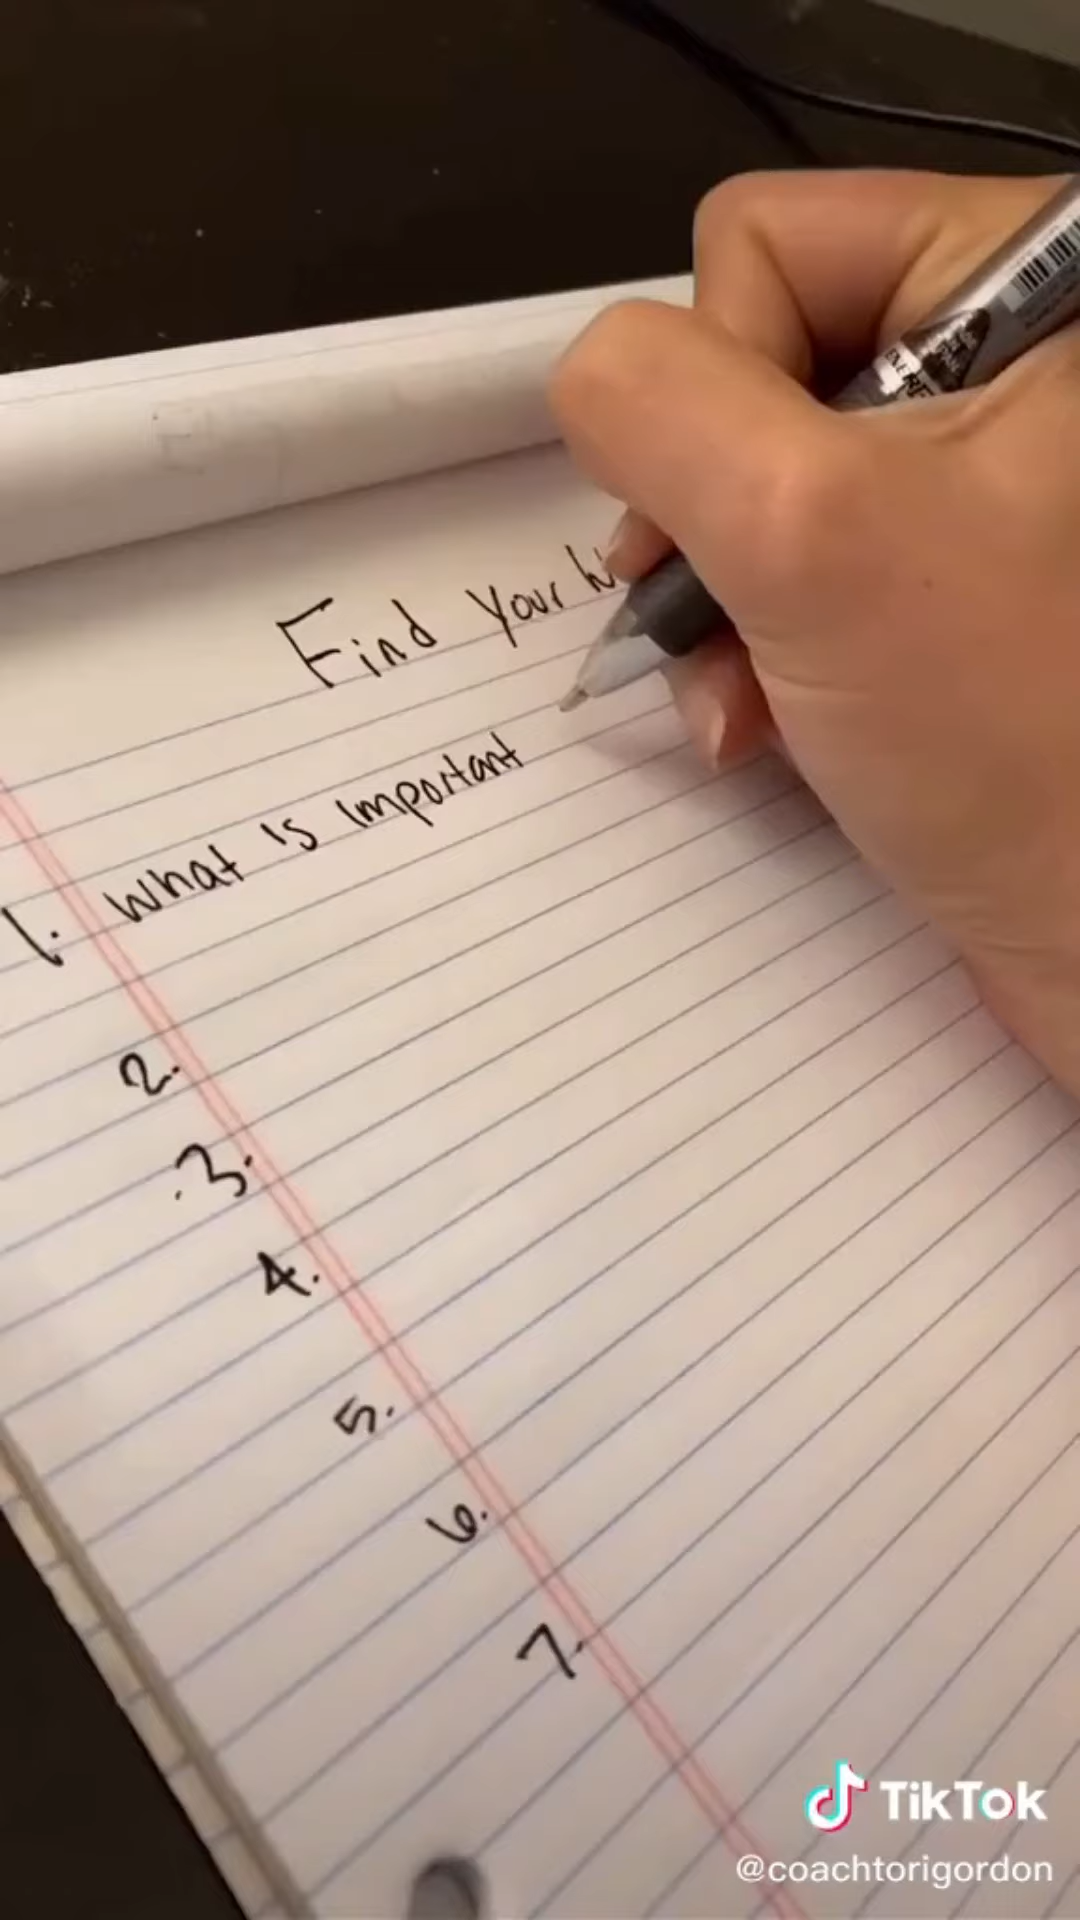 Find Your
1. What is important
2.
3.
4.
5.
6.
7.
TikTok
@coachtorigordon